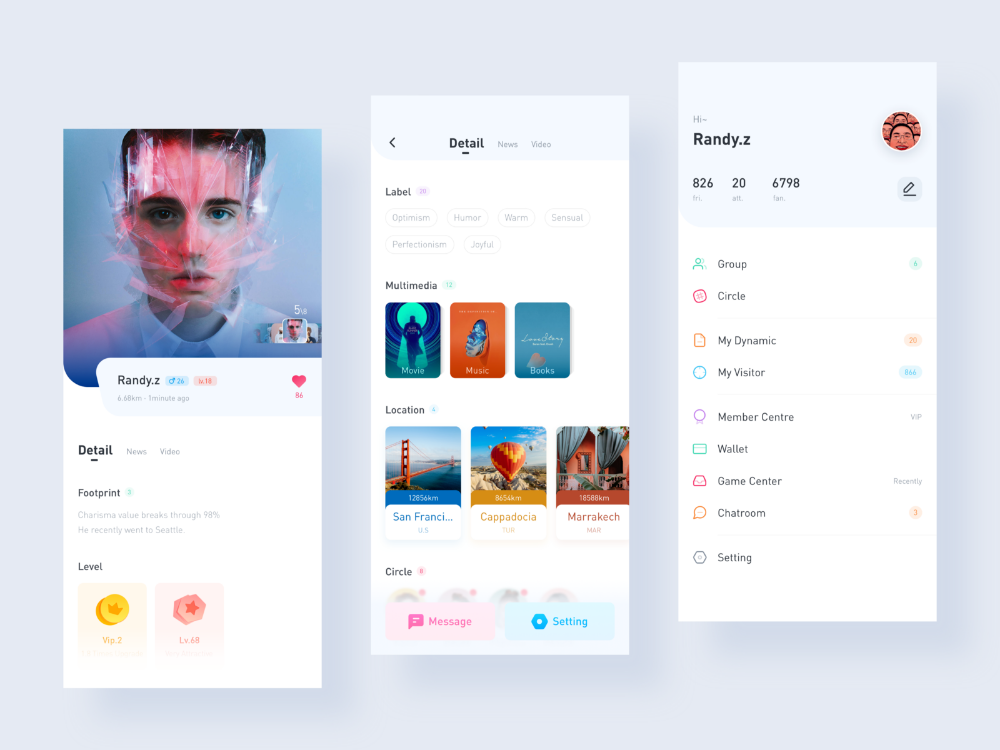 5\8
Randy.z ♂ 26 lv.18
6.68km · 1minute ago
86
Detail News Video
Footprint 3
Charisma value breaks through 98%
He recently went to Seattle.
Level
Vip.2 Lv.68
Detail News Video
Label 20
Optimism Humor Warm Sensual
Perfectionism Joyful
Multimedia 12
Movie Music Books
Location 4
12856km 8654km 18588km
San Franci... Cappadocia Marrakech
U.S TUR MAR
Circle 8
Message Setting
Hi~
Randy.z
826 20 6798
fri. att. fan.
Group 6
Circle
My Dynamic 20
My Visitor 866
Member Centre VIP
Wallet
Game Center Recently
Chatroom 3
Setting